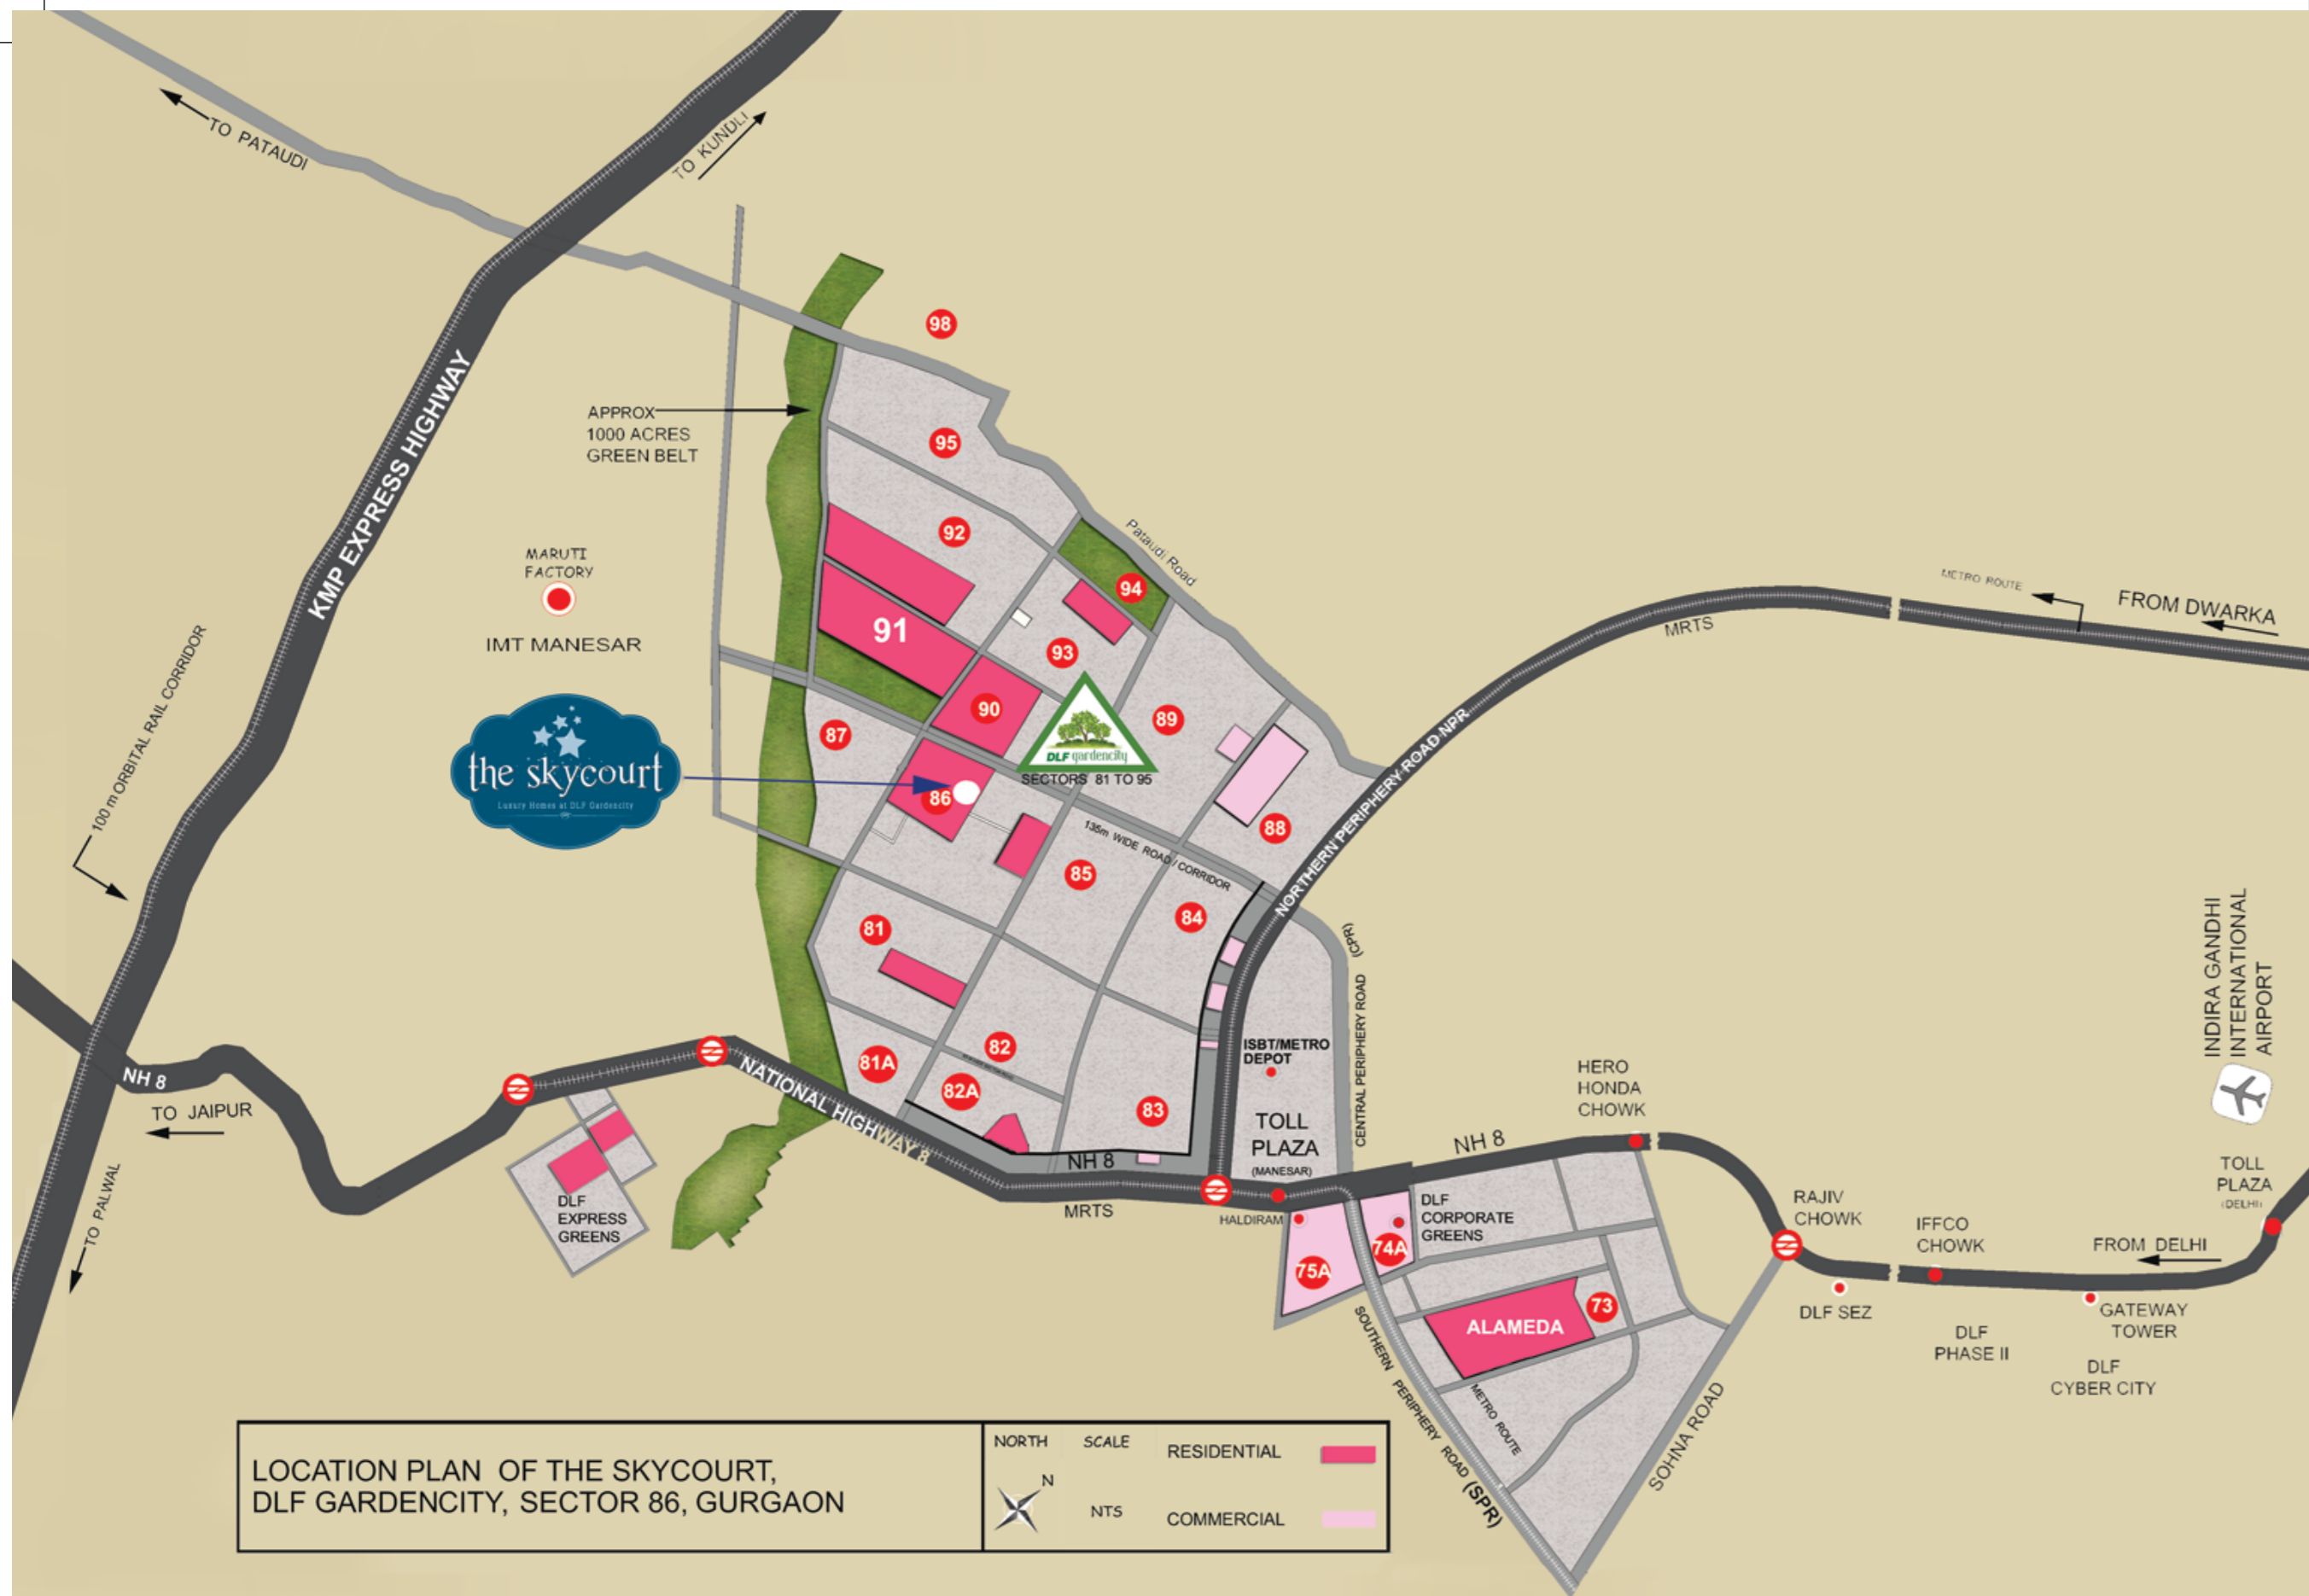 TO PATAUDI
TO KUNDLI
98
APPROX
1000 ACRES
GREEN BELT
95
KMP EXPRESS HIGHWAY
92
Pataudi Road
MARUTI
FACTORY
IMT MANESAR
94
91
93
METRO ROUTE
FROM DWARKA
MRTS
100 m ORBITAL RAIL CORRIDOR
90
89
87
DLF gardencity
SECTORS 81 TO 95
the skycourt
Luxury Homes at DLF Gardencity
86
88
NORTHERN PERIPHERY ROAD NPR
135m WIDE ROAD / CORRIDOR
85
84
81
CENTRAL PERIPHERY ROAD (CPR)
INDIRA GANDHI
INTERNATIONAL
AIRPORT
82
ISBT/METRO
DEPOT
81A
82A
83
NH 8
TO JAIPUR
NATIONAL HIGHWAY 8
TOLL
PLAZA
(MANESAR)
HERO
HONDA
CHOWK
NH 8
NH 8
TO PALWAL
DLF
EXPRESS
GREENS
MRTS
HALDIRAM
DLF
CORPORATE
GREENS
74A
75A
RAJIV
CHOWK
IFFCO
CHOWK
TOLL
PLAZA
(DELHI)
FROM DELHI
73
ALAMEDA
DLF SEZ
GATEWAY
TOWER
DLF
PHASE II
DLF
CYBER CITY
SOUTHERN PERIPHERY ROAD (SPR)
METRO ROUTE
SOHNA ROAD
LOCATION PLAN OF THE SKYCOURT,
DLF GARDENCITY, SECTOR 86, GURGAON
NORTH
N
SCALE
NTS
RESIDENTIAL
COMMERCIAL